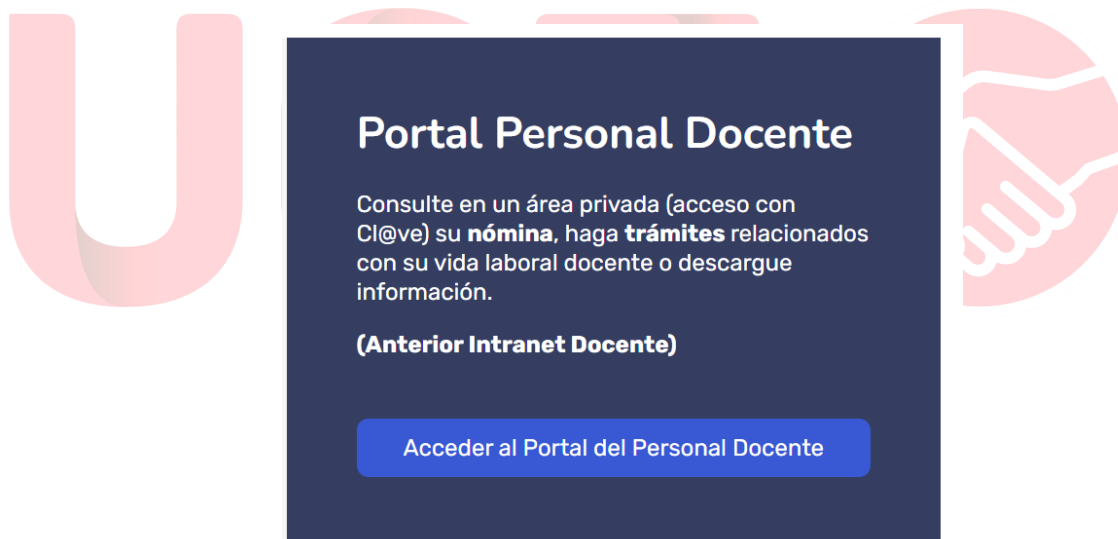 Portal Personal Docente
Consulte en un área privada (acceso con
Cl@ve) su nómina, haga trámites relacionados
con su vida laboral docente o descargue
información.
(Anterior Intranet Docente)
Acceder al Portal del Personal Docente